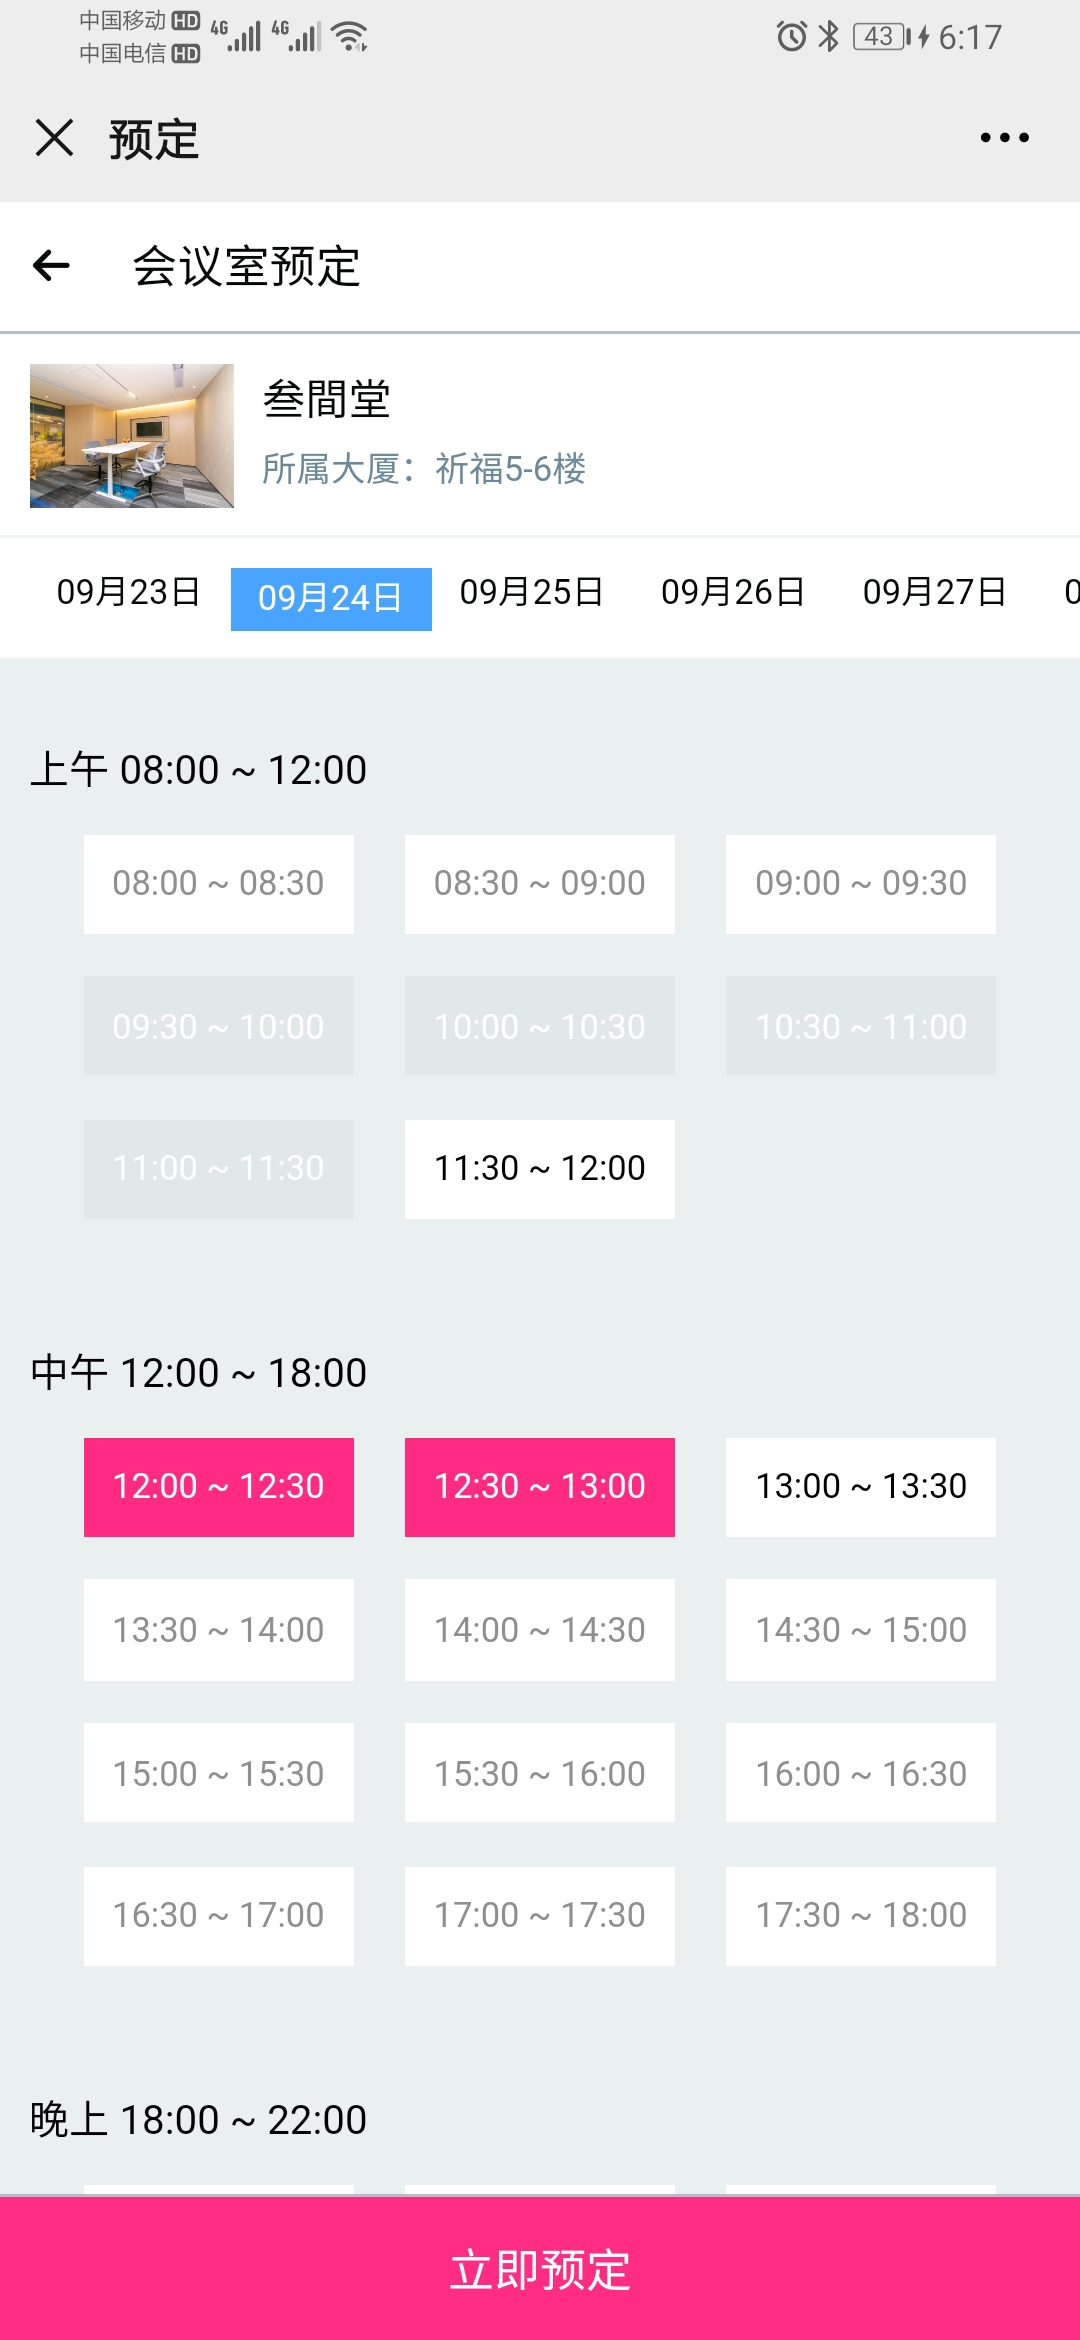 中国移动 HD 4G 4G 43 6:17
中国电信 HD
预定
会议室预定
叁間堂
所属大厦：祈福5-6楼
09月23日 09月24日 09月25日 09月26日 09月27日 0
上午 08:00 ~ 12:00
08:00 ~ 08:30 08:30 ~ 09:00 09:00 ~ 09:30
09:30 ~ 10:00 10:00 ~ 10:30 10:30 ~ 11:00
11:00 ~ 11:30 11:30 ~ 12:00
中午 12:00 ~ 18:00
12:00 ~ 12:30 12:30 ~ 13:00 13:00 ~ 13:30
13:30 ~ 14:00 14:00 ~ 14:30 14:30 ~ 15:00
15:00 ~ 15:30 15:30 ~ 16:00 16:00 ~ 16:30
16:30 ~ 17:00 17:00 ~ 17:30 17:30 ~ 18:00
晚上 18:00 ~ 22:00
立即预定